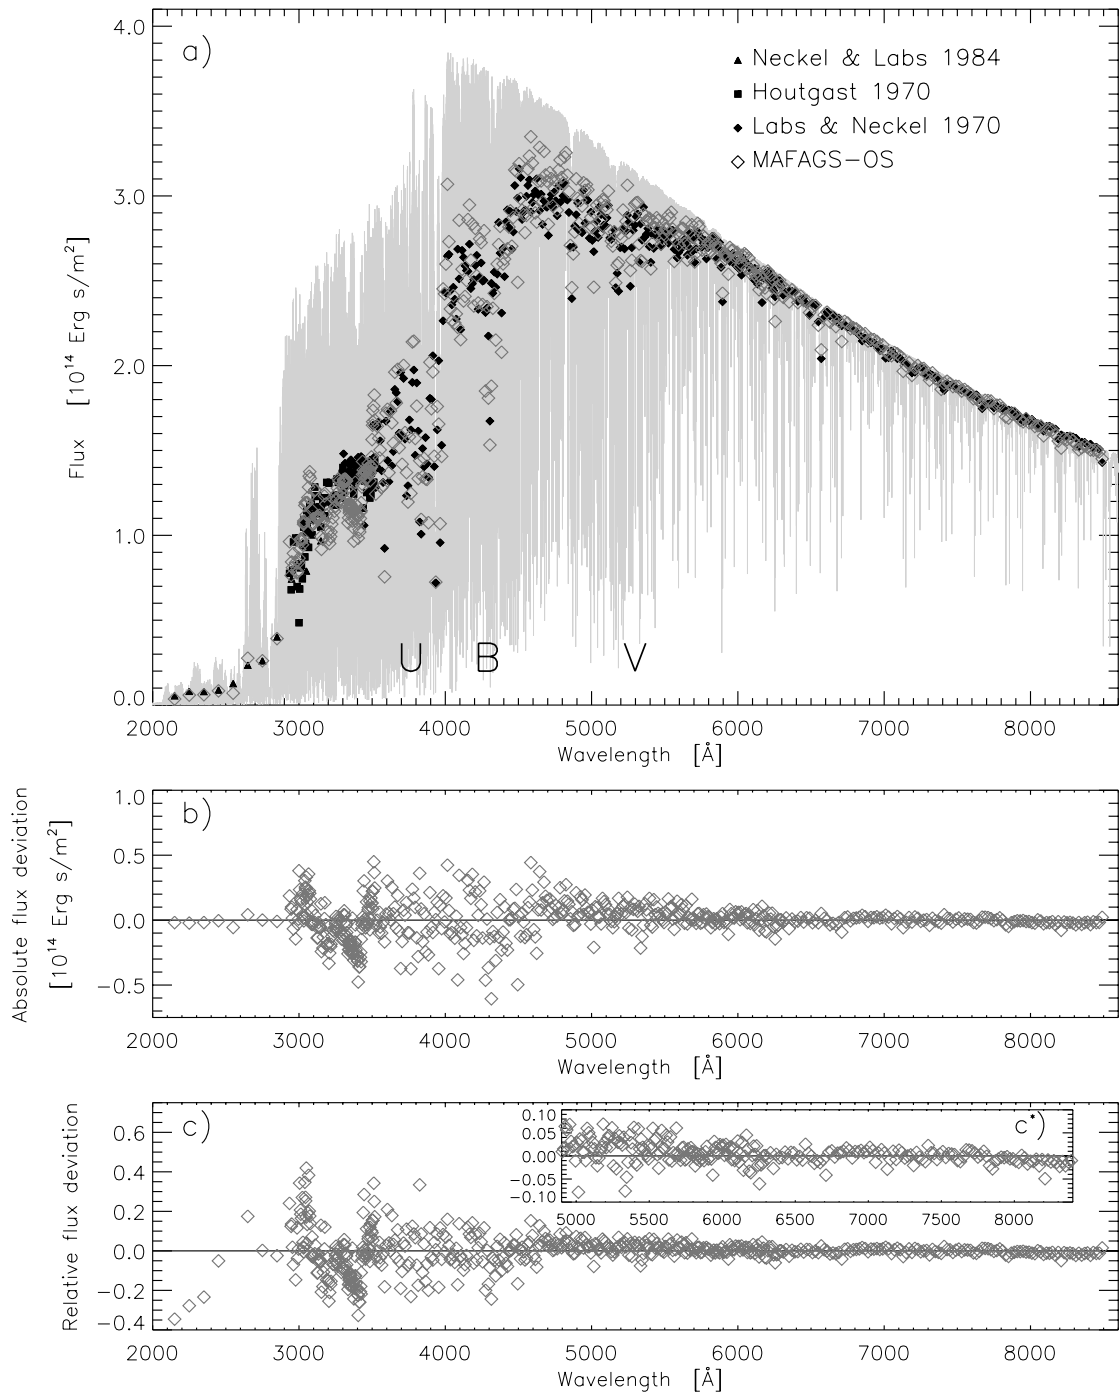 a)
Neckel & Labs 1984
Houtgast 1970
Labs & Neckel 1970
MAFAGS-OS
4.0
3.0
2.0
1.0
0.0
Flux [10¹⁴ Erg s/m²]
U B V
2000 3000 4000 5000 6000 7000 8000
Wavelength [Å]
b)
1.0
0.5
0.0
-0.5
Absolute flux deviation
[10¹⁴ Erg s/m²]
2000 3000 4000 5000 6000 7000 8000
Wavelength [Å]
c)
0.6
0.4
0.2
0.0
-0.2
-0.4
Relative flux deviation
c*)
0.10
0.05
0.00
-0.05
-0.10
4900 5500 6000 6500 7000 7500 8000
2000 3000 4000 5000 6000 7000 8000
Wavelength [Å]